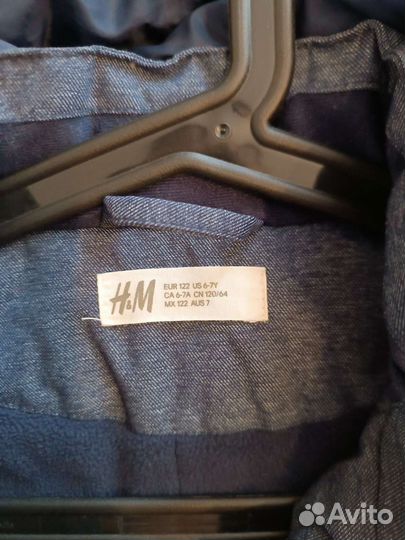 H&M
EUR 122 US 6-7Y
CA 6-7A CN 120/64
MX 122 AUS 7
Avito